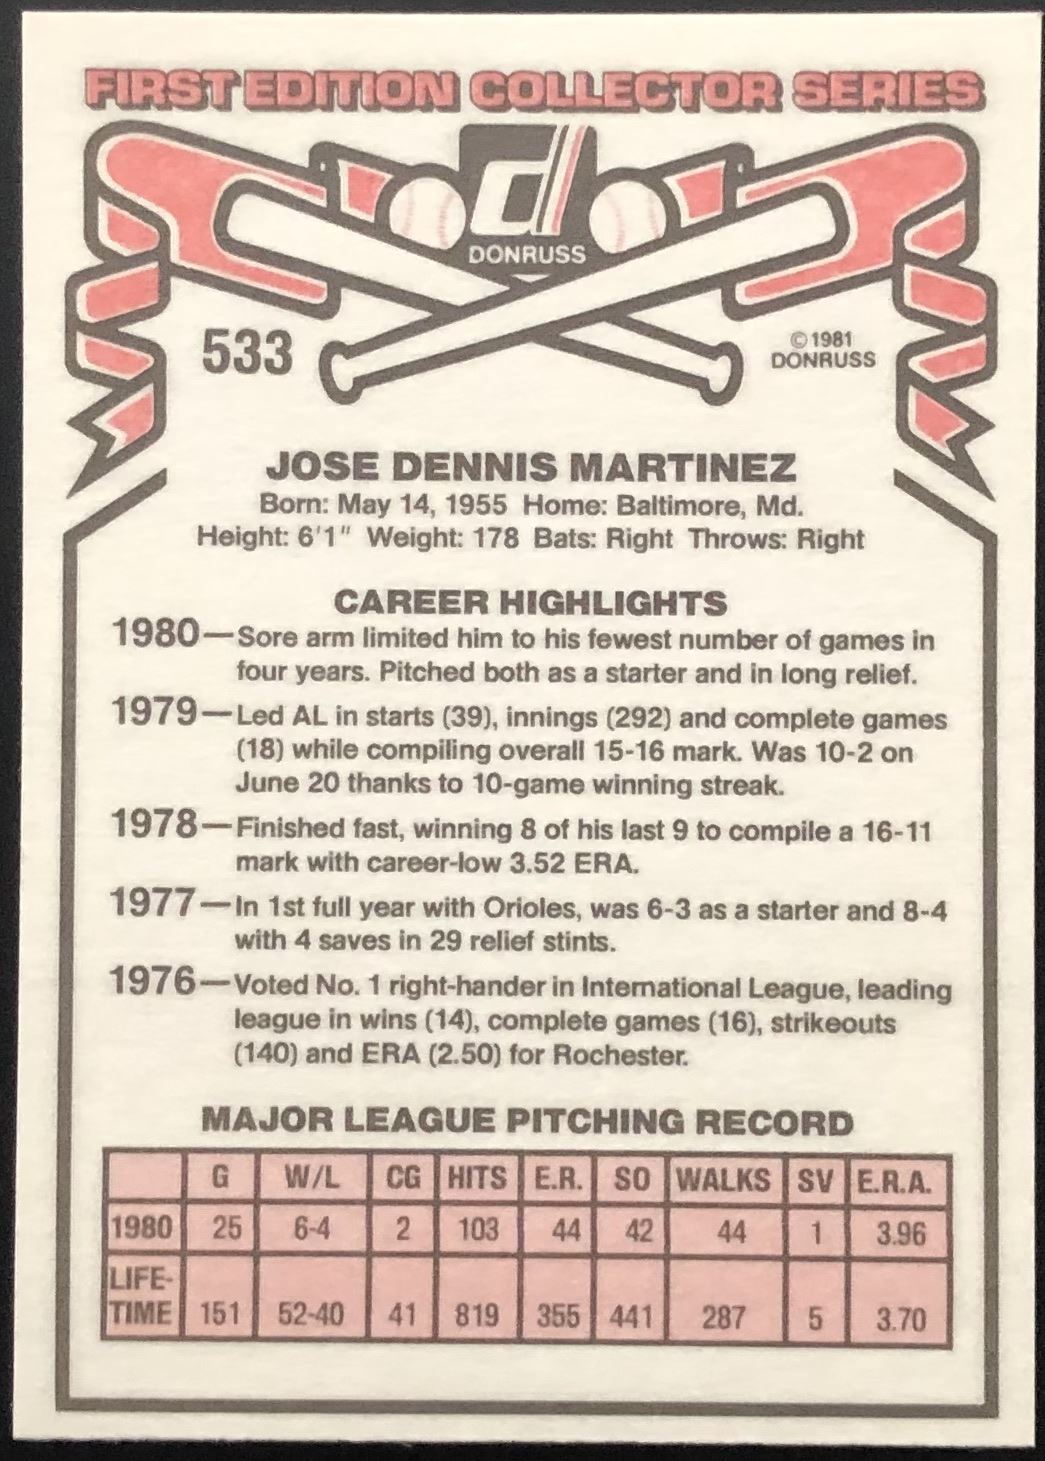 FIRST EDITION COLLECTOR SERIES
d
DONRUSS
533
©1981
DONRUSS
JOSE DENNIS MARTINEZ
Born: May 14, 1955 Home: Baltimore, Md.
Height: 6'1" Weight: 178 Bats: Right Throws: Right
CAREER HIGHLIGHTS
1980—Sore arm limited him to his fewest number of games in
four years. Pitched both as a starter and in long relief.
1979—Led AL in starts (39), innings (292) and complete games
(18) while compiling overall 15-16 mark. Was 10-2 on
June 20 thanks to 10-game winning streak.
1978—Finished fast, winning 8 of his last 9 to compile a 16-11
mark with career-low 3.52 ERA.
1977—In 1st full year with Orioles, was 6-3 as a starter and 8-4
with 4 saves in 29 relief stints.
1976—Voted No. 1 right-hander in International League, leading
league in wins (14), complete games (16), strikeouts
(140) and ERA (2.50) for Rochester.
MAJOR LEAGUE PITCHING RECORD
G W/L CG HITS E.R. SO WALKS SV E.R.A.
1980 25 6-4 2 103 44 42 44 1 3.96
LIFE-
TIME 151 52-40 41 819 355 441 287 5 3.70